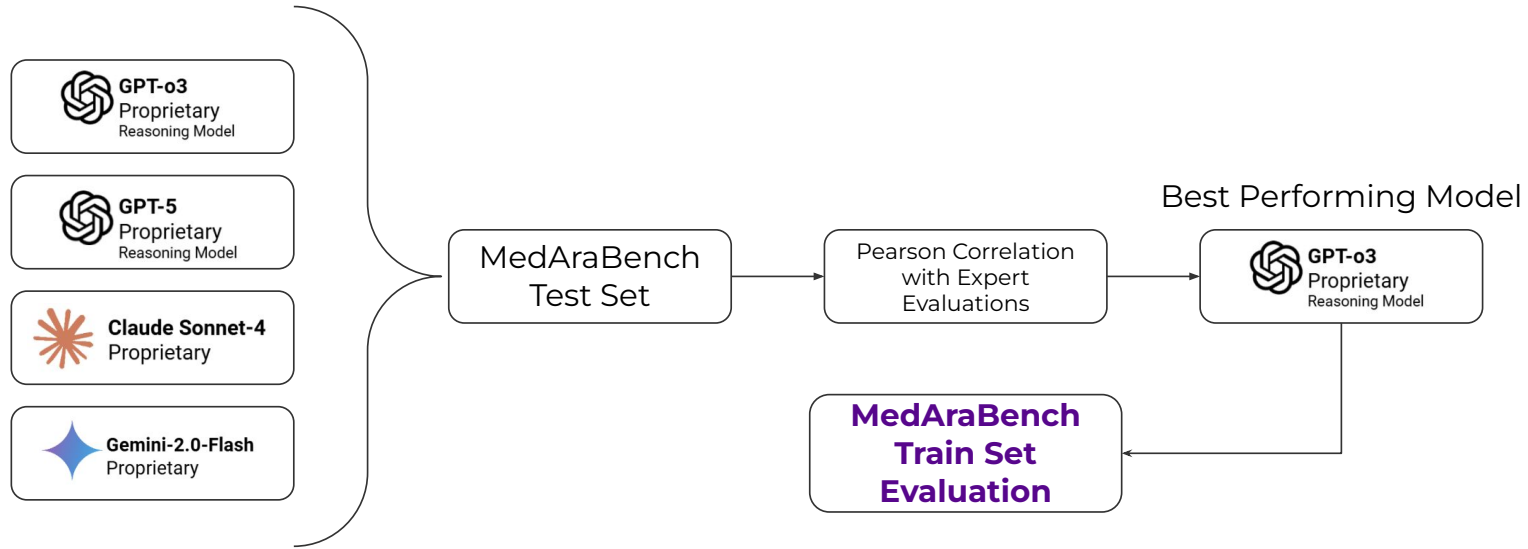 GPT-o3
Proprietary
Reasoning Model
GPT-5
Proprietary
Reasoning Model
Claude Sonnet-4
Proprietary
Gemini-2.0-Flash
Proprietary
MedAraBench
Test Set
Pearson Correlation
with Expert
Evaluations
Best Performing Model
GPT-o3
Proprietary
Reasoning Model
MedAraBench
Train Set
Evaluation